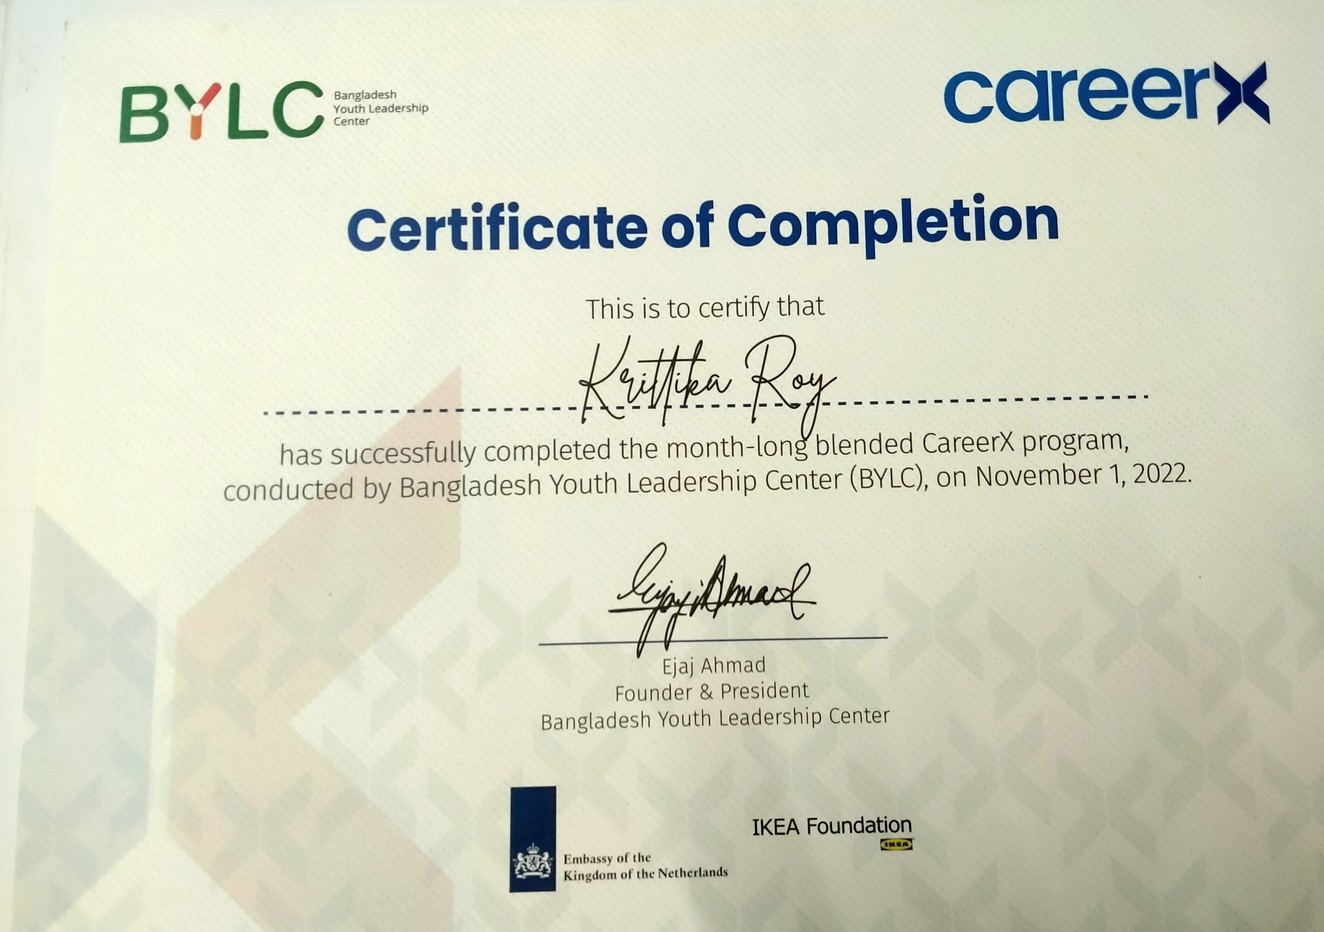 BYLC
Bangladesh
Youth Leadership
Center
careerx
Certificate of Completion
This is to certify that
Krittika Roy
has successfully completed the month-long blended CareerX program,
conducted by Bangladesh Youth Leadership Center (BYLC), on November 1, 2022.
Ejaj Ahmad
Ejaj Ahmad
Founder & President
Bangladesh Youth Leadership Center
Embassy of the
Kingdom of the Netherlands
IKEA Foundation
IKEA